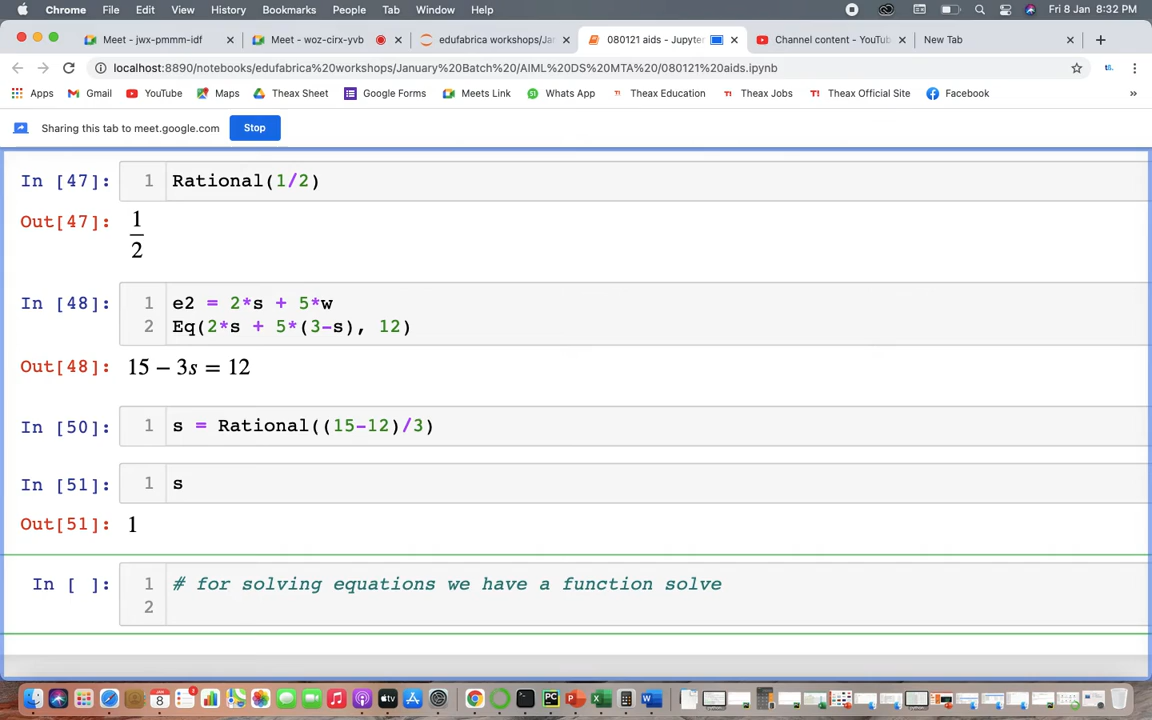 Chrome File Edit View History Bookmarks People Tab Window Help Fri 8 Jan 8:32 PM
Meet - jwx-pmmm-idf Meet - woz-cirx-yvb edufabrica workshops/Jan 080121 aids - Jupyter Channel content - YouTu New Tab
localhost:8890/notebooks/edufabrica%20workshops/January%20Batch%20/AIML%20DS%20MTA%20/080121%20aids.ipynb
Apps Gmail YouTube Maps Theax Sheet Google Forms Meets Link Whats App Theax Education Theax Jobs Theax Official Site Facebook »
Sharing this tab to meet.google.com Stop
In [47]: 1 Rational(1/2)
Out[47]: 1
2
In [48]: 1 e2 = 2*s + 5*w
2 Eq(2*s + 5*(3-s), 12)
Out[48]: 15 − 3s = 12
In [50]: 1 s = Rational((15-12)/3)
In [51]: 1 s
Out[51]: 1
In [ ]: 1 # for solving equations we have a function solve
2